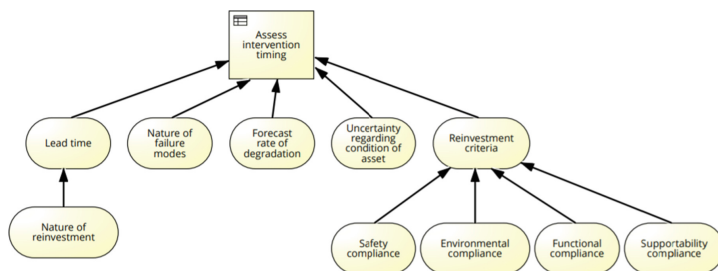 Assess
intervention
timing
Lead time
Nature of
failure
modes
Forecast
rate of
degradation
Uncertainty
regarding
condition of
asset
Reinvestment
criteria
Nature of
reinvestment
Safety
compliance
Environmental
compliance
Functional
compliance
Supportability
compliance